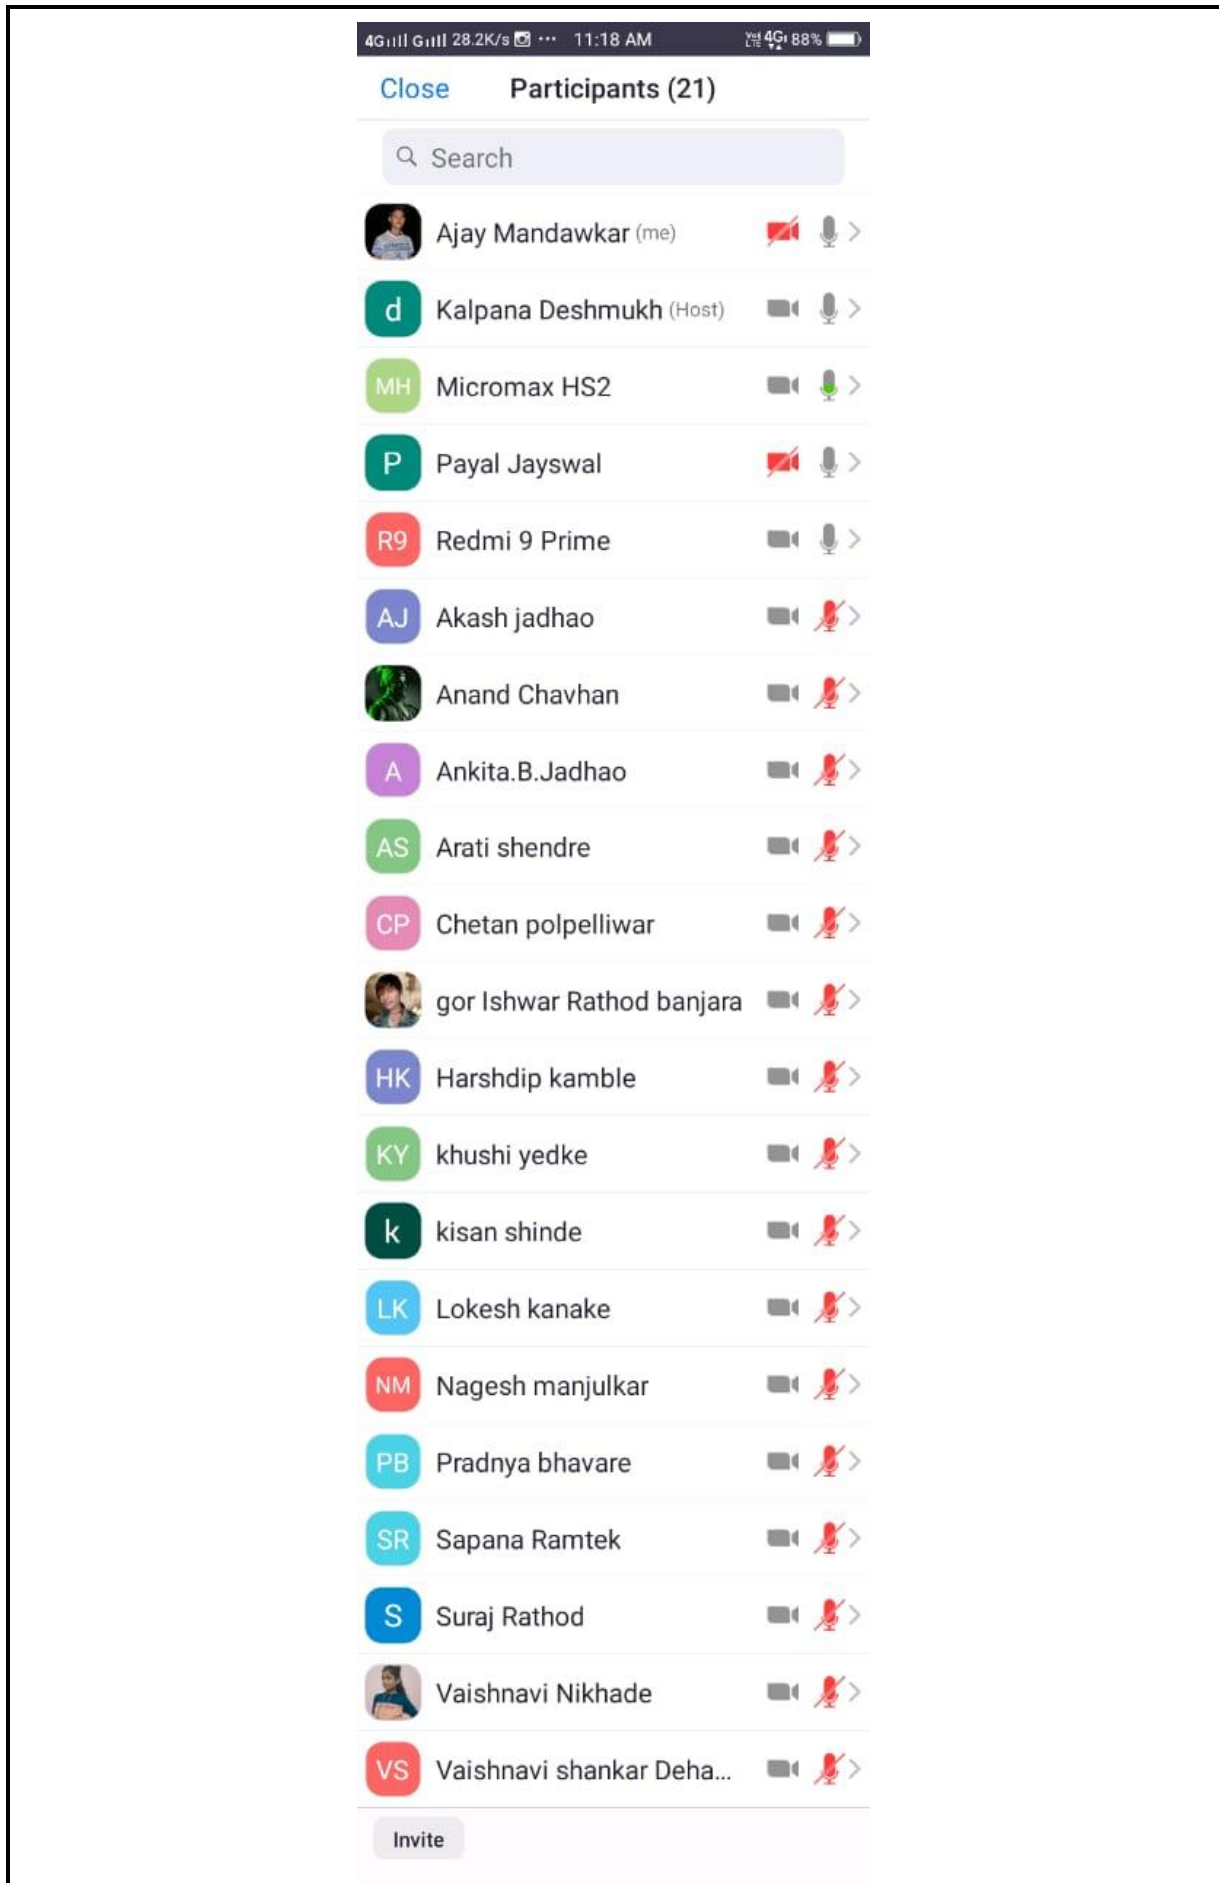 4G G 28.2K/s ··· 11:18 AM VoI LTE 4G 88%
Close Participants (21)
Search
Ajay Mandawkar (me)
d Kalpana Deshmukh (Host)
MH Micromax HS2
P Payal Jayswal
R9 Redmi 9 Prime
AJ Akash jadhao
Anand Chavhan
A Ankita.B.Jadhao
AS Arati shendre
CP Chetan polpelliwar
gor Ishwar Rathod banjara
HK Harshdip kamble
KY khushi yedke
k kisan shinde
LK Lokesh kanake
NM Nagesh manjulkar
PB Pradnya bhavare
SR Sapana Ramtek
S Suraj Rathod
Vaishnavi Nikhade
VS Vaishnavi shankar Deha...
Invite